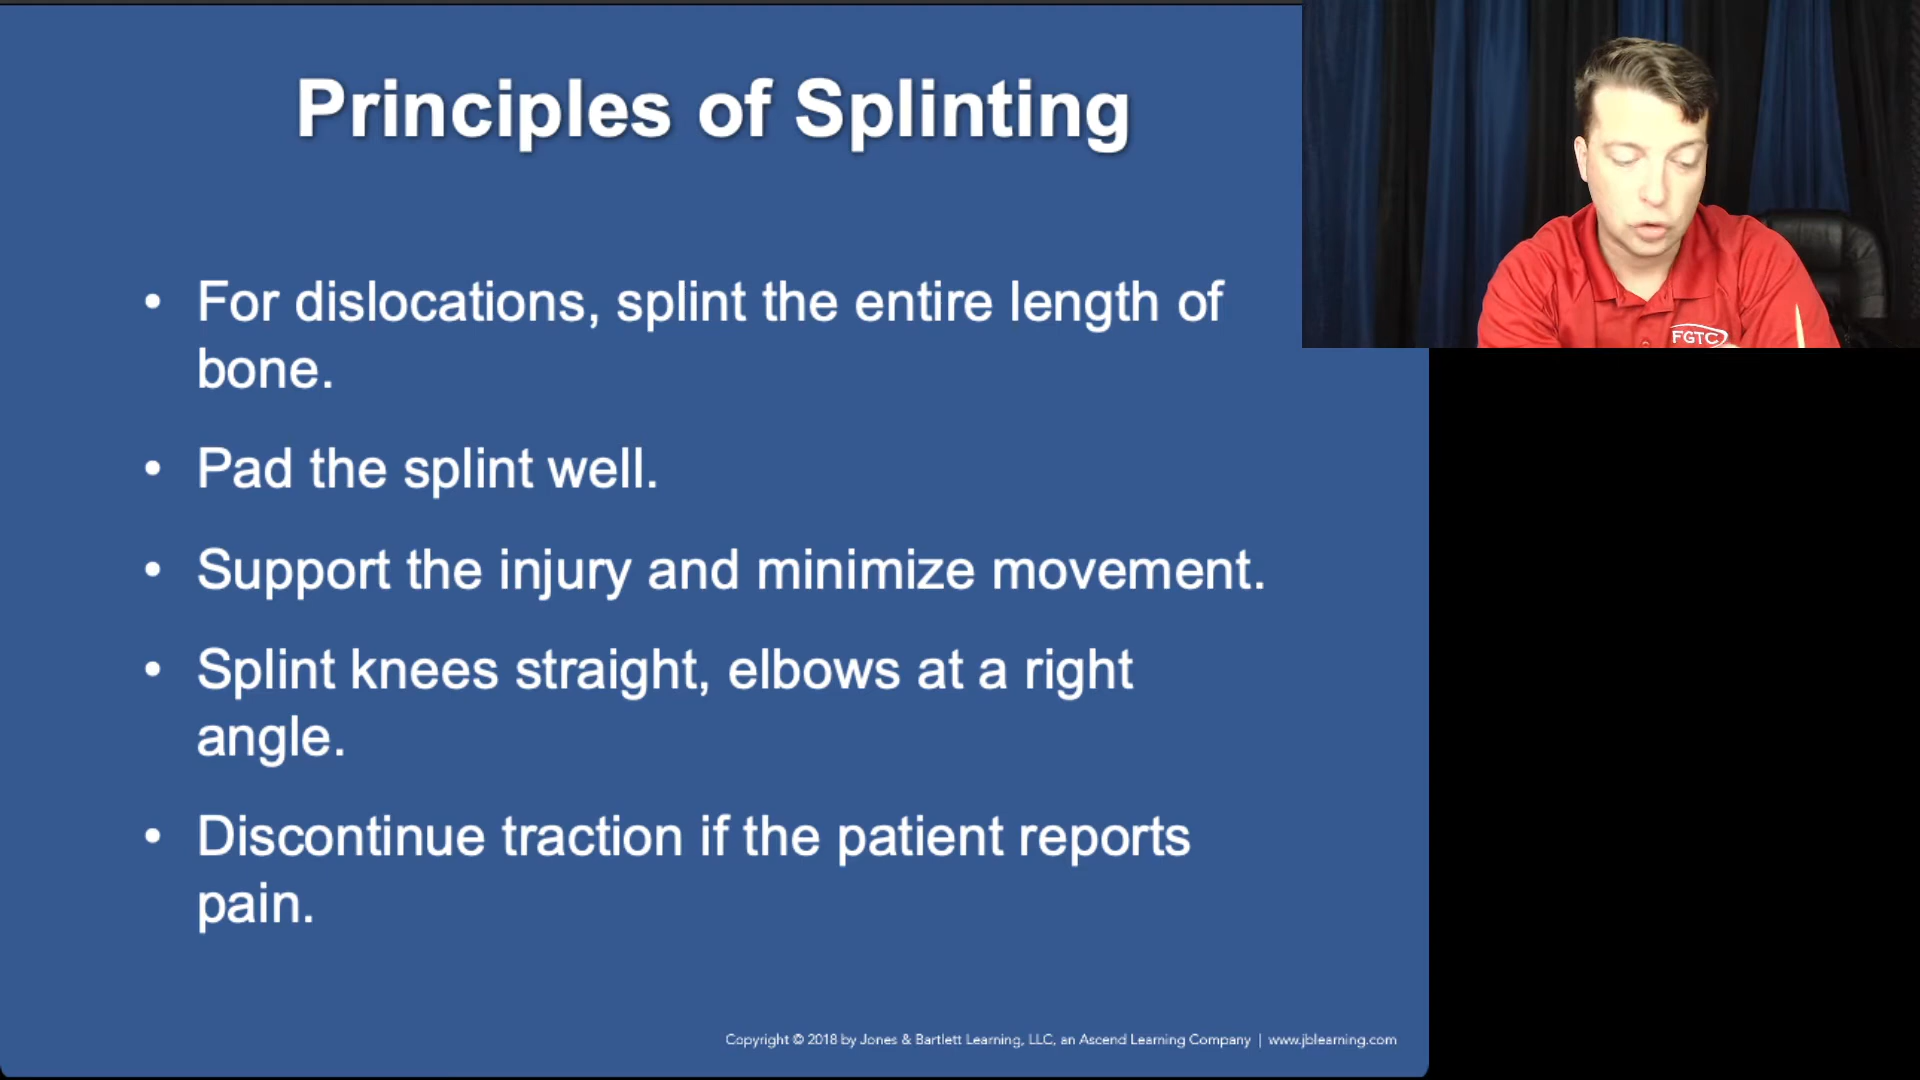 Principles of Splinting
• For dislocations, splint the entire length of
bone.
• Pad the splint well.
• Support the injury and minimize movement.
• Splint knees straight, elbows at a right
angle.
• Discontinue traction if the patient reports
pain.
Copyright © 2018 by Jones & Bartlett Learning, LLC, an Ascend Learning Company | www.jblearning.com
FGTC